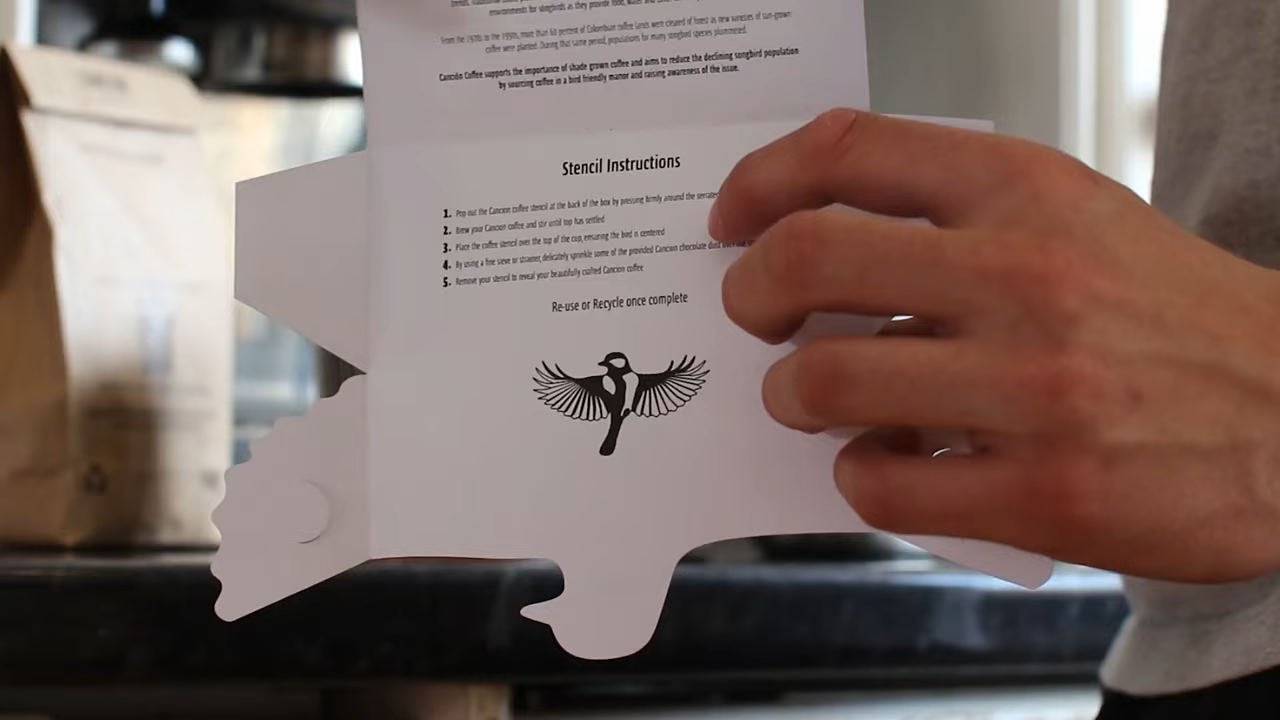 environments for songbirds as they provide food, water and
From the 1970s to the 1990s, more than 60 percent of Colombian coffee lands were cleared of forest as new varieties of sun-grown
coffee were planted. During that same period, populations for many songbird species plummeted.
Canción Coffee supports the importance of shade grown coffee and aims to reduce the declining songbird population
by sourcing coffee in a bird friendly manor and raising awareness of the issue.
Stencil Instructions
1. Pop out the Cancion coffee stencil at the back of the box by pressing firmly around the
2. Brew your Cancion coffee and stir until top has settled
3. Place the coffee stencil over the top of the cup, ensuring the bird is centered
4. By using a fine sieve or strainer, delicately sprinkle some of the provided Cancion chocolate dust
5. Remove your stencil to reveal your beautifully crafted Cancion coffee
Re-use or Recycle once complete